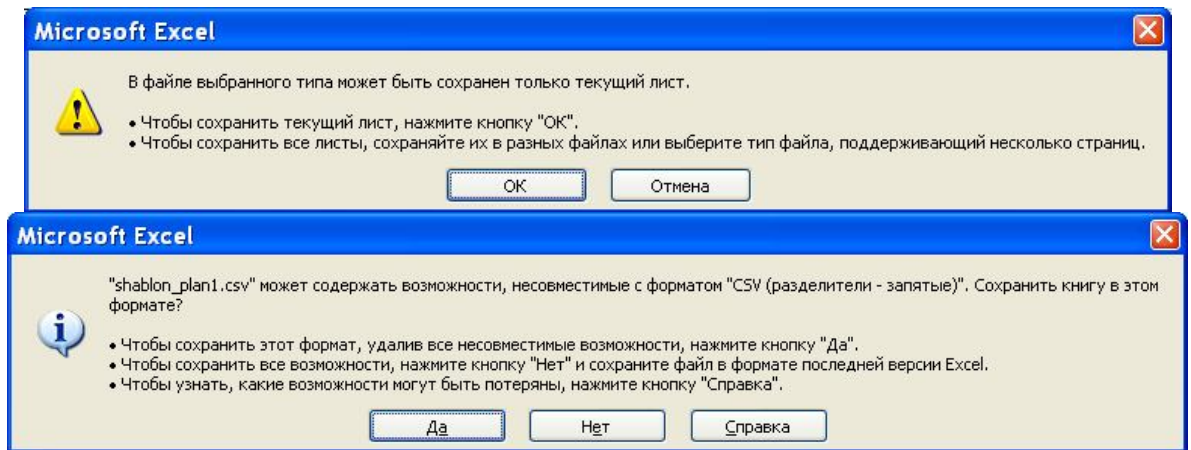 Microsoft Excel
В файле выбранного типа может быть сохранен только текущий лист.
• Чтобы сохранить текущий лист, нажмите кнопку "ОК".
• Чтобы сохранить все листы, сохраняйте их в разных файлах или выберите тип файла, поддерживающий несколько страниц.
ОК Отмена
Microsoft Excel
"shablon_plan1.csv" может содержать возможности, несовместимые с форматом "CSV (разделители - запятые)". Сохранить книгу в этом
формате?
• Чтобы сохранить этот формат, удалив все несовместимые возможности, нажмите кнопку "Да".
• Чтобы сохранить все возможности, нажмите кнопку "Нет" и сохраните файл в формате последней версии Excel.
• Чтобы узнать, какие возможности могут быть потеряны, нажмите кнопку "Справка".
Да Нет Справка